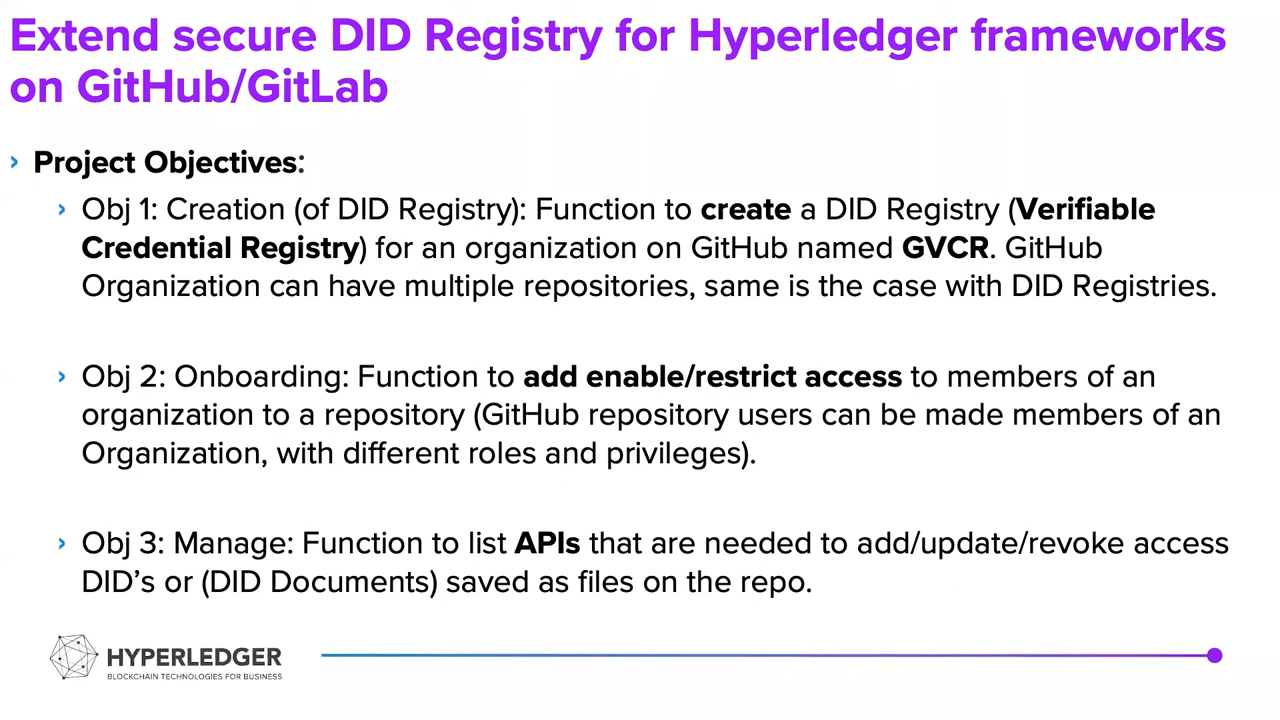 Extend secure DID Registry for Hyperledger frameworks
on GitHub/GitLab
› Project Objectives:
› Obj 1: Creation (of DID Registry): Function to create a DID Registry (Verifiable
Credential Registry) for an organization on GitHub named GVCR. GitHub
Organization can have multiple repositories, same is the case with DID Registries.
› Obj 2: Onboarding: Function to add enable/restrict access to members of an
organization to a repository (GitHub repository users can be made members of an
Organization, with different roles and privileges).
› Obj 3: Manage: Function to list APIs that are needed to add/update/revoke access
DID’s or (DID Documents) saved as files on the repo.
HYPERLEDGER
BLOCKCHAIN TECHNOLOGIES FOR BUSINESS